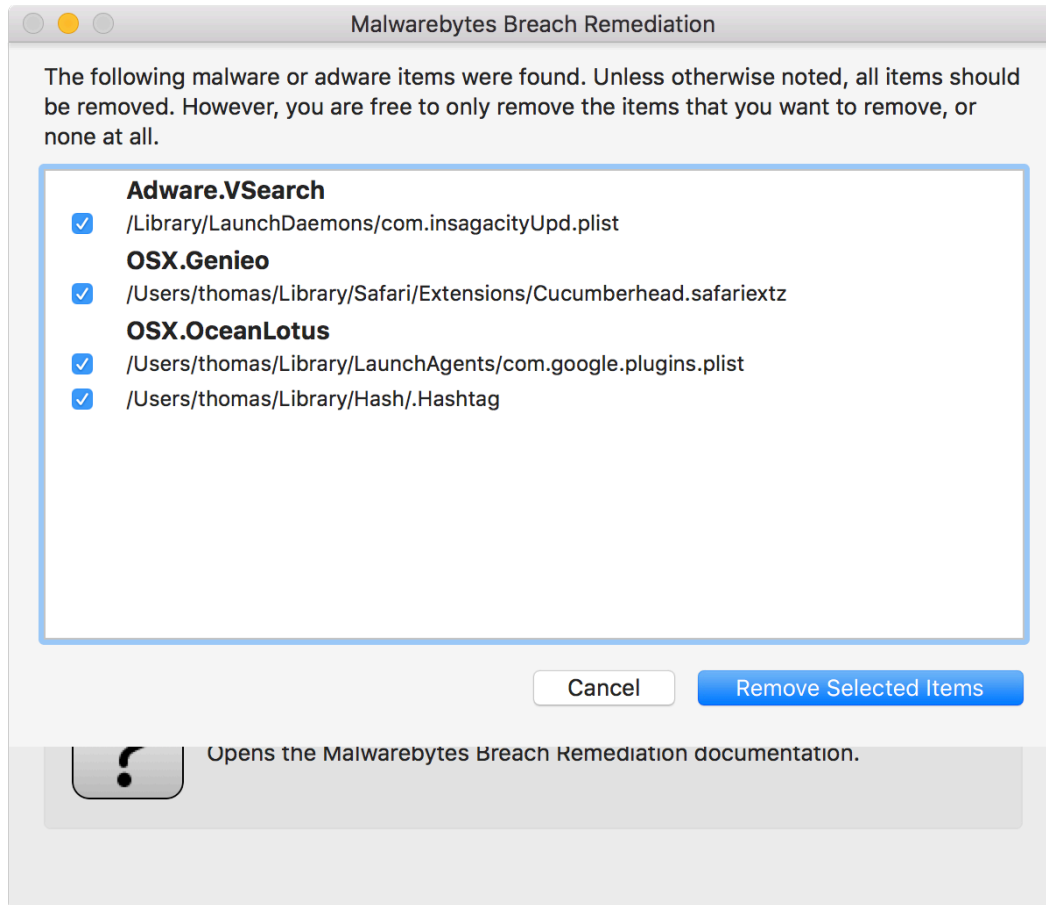 Malwarebytes Breach Remediation
The following malware or adware items were found. Unless otherwise noted, all items should
be removed. However, you are free to only remove the items that you want to remove, or
none at all.
Adware.VSearch
/Library/LaunchDaemons/com.insagacityUpd.plist
OSX.Genieo
/Users/thomas/Library/Safari/Extensions/Cucumberhead.safariextz
OSX.OceanLotus
/Users/thomas/Library/LaunchAgents/com.google.plugins.plist
/Users/thomas/Library/Hash/.Hashtag
Cancel
Remove Selected Items
?
Opens the Malwarebytes Breach Remediation documentation.